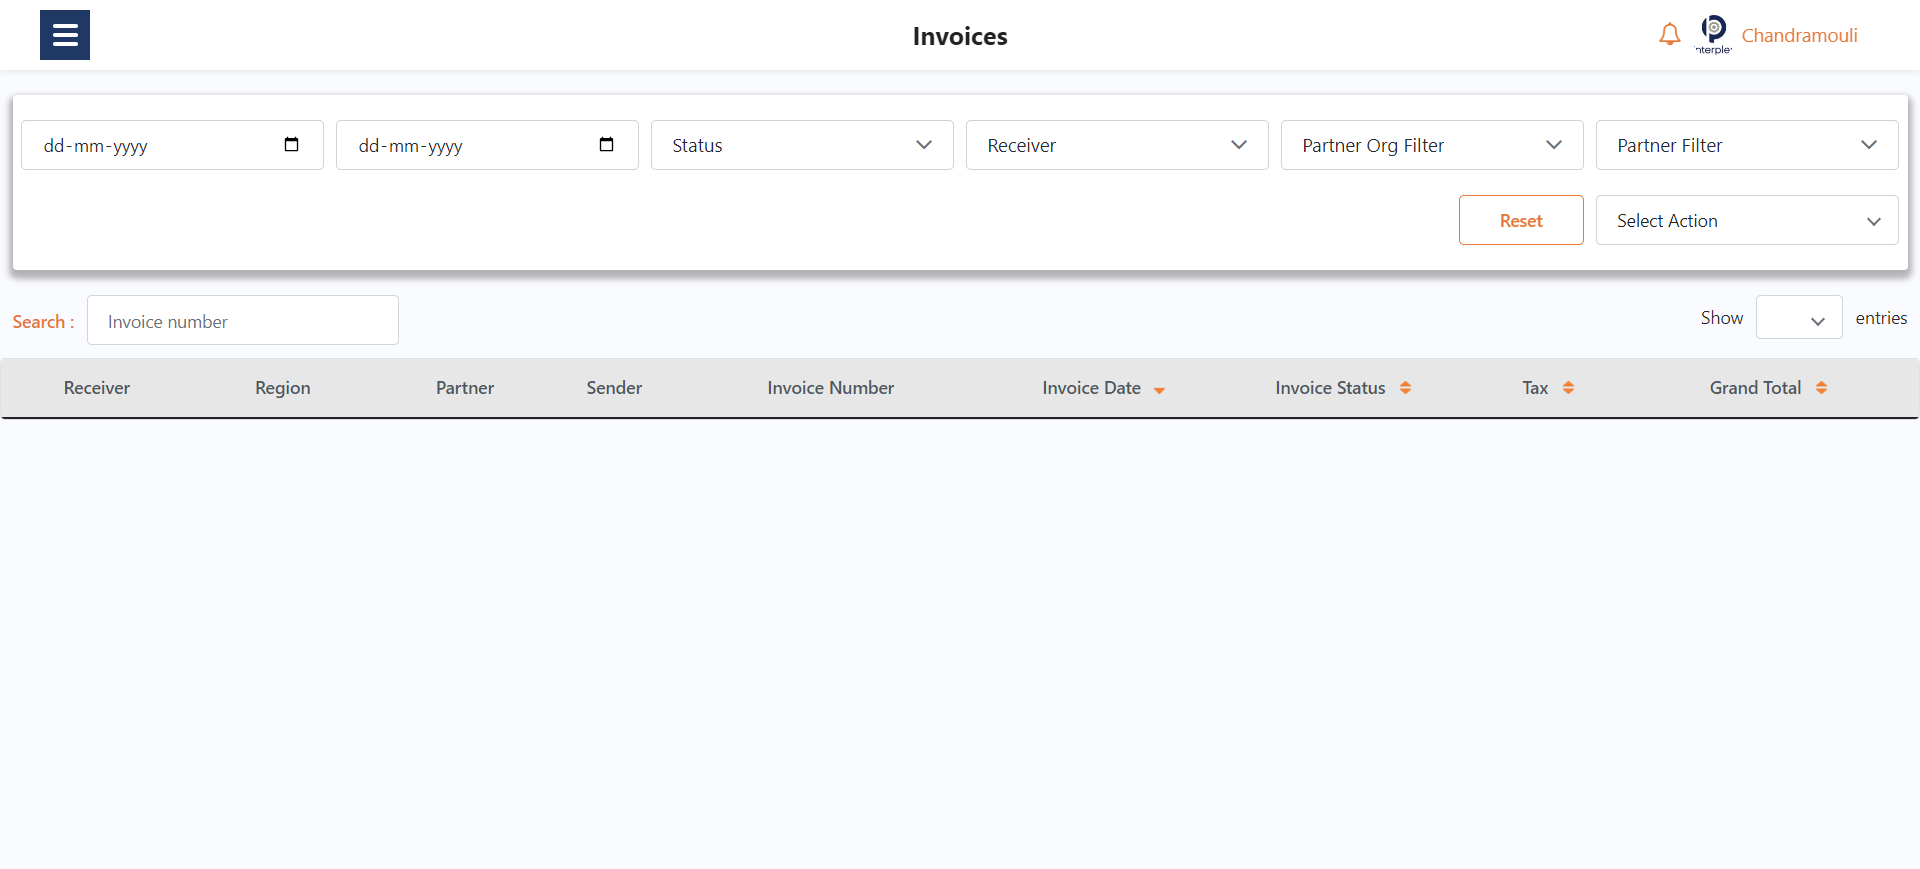 Invoices
nterple
Chandramouli
dd-mm-yyyy
dd-mm-yyyy
Status
Receiver
Partner Org Filter
Partner Filter
Reset
Select Action
Search :
Invoice number
Show
entries
Receiver
Region
Partner
Sender
Invoice Number
Invoice Date
Invoice Status
Tax
Grand Total